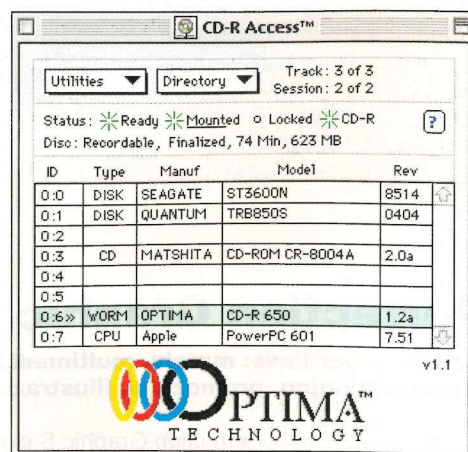 CD-R Access™
Utilities ▼ Directory ▼ Track: 3 of 3
Session: 2 of 2
Status: Ready Mounted Locked CD-R ?
Disc: Recordable, Finalized, 74 Min, 623 MB
ID Type Manuf Model Rev
0:0 DISK SEAGATE ST3600N 8514
0:1 DISK QUANTUM TRB850S 0404
0:2
0:3 CD MATSHITA CD-ROM CR-8004A 2.0a
0:4
0:5
0:6» WORM OPTIMA CD-R 650 1.2a
0:7 CPU Apple PowerPC 601 7.51
v1.1
OPTIMA™
TECHNOLOGY